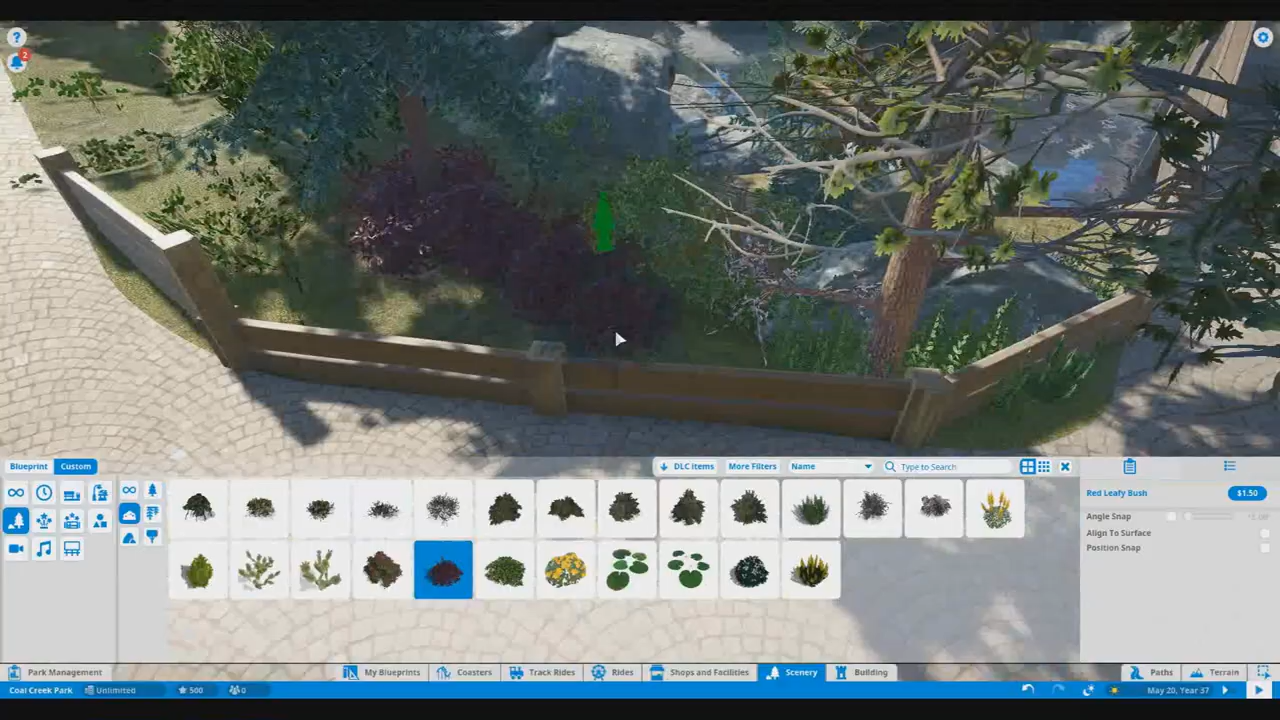 ?
2
Blueprint
Custom
DLC Items
More Filters
Name
Type to Search
Red Leafy Bush
$1.50
Angle Snap
Align To Surface
Position Snap
Park Management
My Blueprints
Coasters
Track Rides
Rides
Shops and Facilities
Scenery
Building
Paths
Terrain
Coal Creek Park
Unlimited
500
0
May 20, Year 37